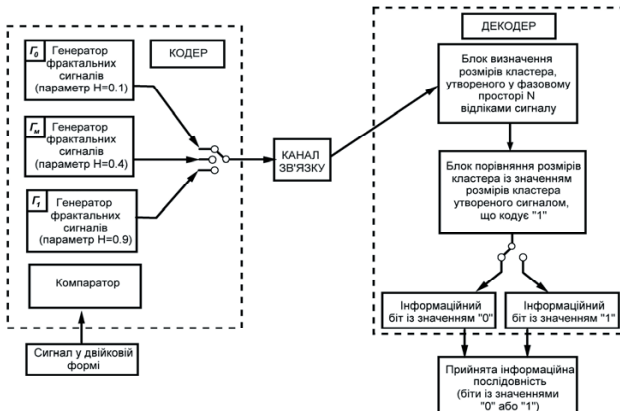 Г0 Генератор
фрактальних
сигналів
(параметр H=0.1)
КОДЕР
Гм Генератор
фрактальних
сигналів
(параметр H=0.4)
Г1 Генератор
фрактальних
сигналів
(параметр H=0.9)
Компаратор
Сигнал у двійковій
формі
КАНАЛ
ЗВ'ЯЗКУ
ДЕКОДЕР
Блок визначення
розмірів кластера,
утвореного у фазовому
просторі N
відліками сигналу
Блок порівняння розмірів
кластера із значенням
розмірів кластера
утвореного сигналом,
що кодує "1"
Інформаційний
біт із значенням "0"
Інформаційний
біт із значенням "1"
Прийнята інформаційна
послідовність
(біти із значеннями
"0" або "1")